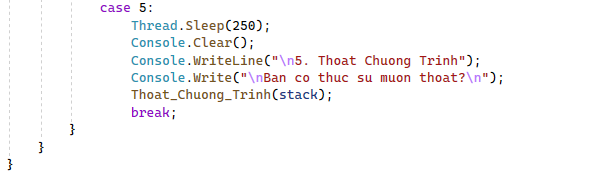 case 5:
Thread.Sleep(250);
Console.Clear();
Console.WriteLine("\n5. Thoat Chuong Trinh");
Console.Write("\nBan co thuc su muon thoat?\n");
Thoat_Chuong_Trinh(stack);
break;
}
}
}